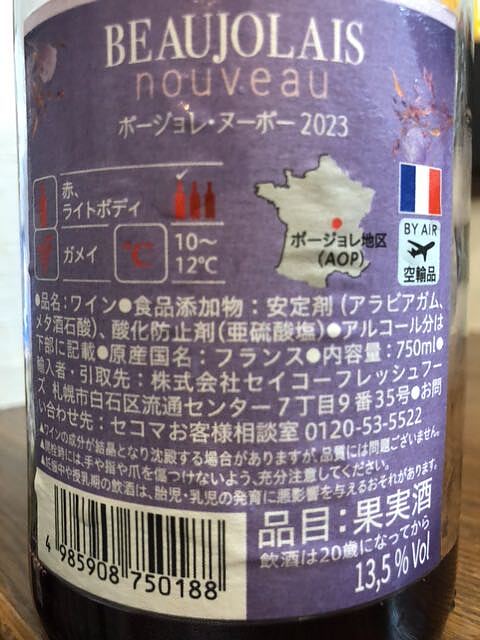 BEAUJOLAIS
nouveau
ボージョレ・ヌーボー 2023
赤、
ライトボディ
ガメイ
℃
10～
12℃
ボージョレ地区
(AOP)
BY AIR
空輸品
●品名：ワイン●食品添加物：安定剤（アラビアガム、
メタ酒石酸）、酸化防止剤（亜硫酸塩）●アルコール分は
下部に記載●原産国名：フランス●内容量：750ml●
輸入者・引取先：株式会社セイコーフレッシュフー
ズ 札幌市白石区流通センター7丁目9番35号●お問
い合わせ先：セコマお客様相談室 0120-53-5522
▲ワインの成分が結晶となり沈殿する場合がありますが、品質には問題ございません。
▲開栓時には、手や指や爪を傷つけないよう、充分注意してください。
▲妊娠中や授乳期の飲酒は、胎児・乳児の発育に悪影響を与えるおそれがあります。
品目：果実酒
飲酒は20歳になってから
13,5 % Vol
4 985908 750188